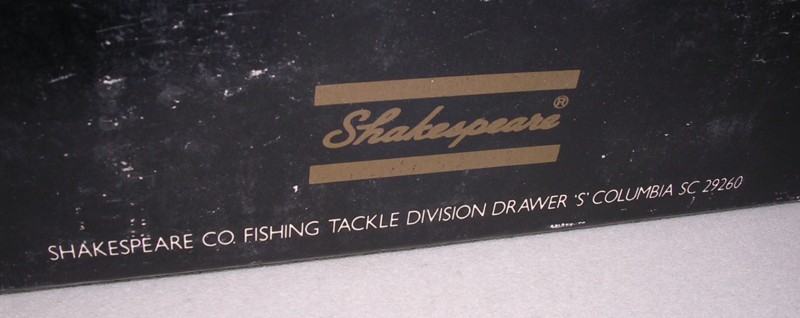 Shakespeare®
SHAKESPEARE CO. FISHING TACKLE DIVISION DRAWER 'S' COLUMBIA SC 29260